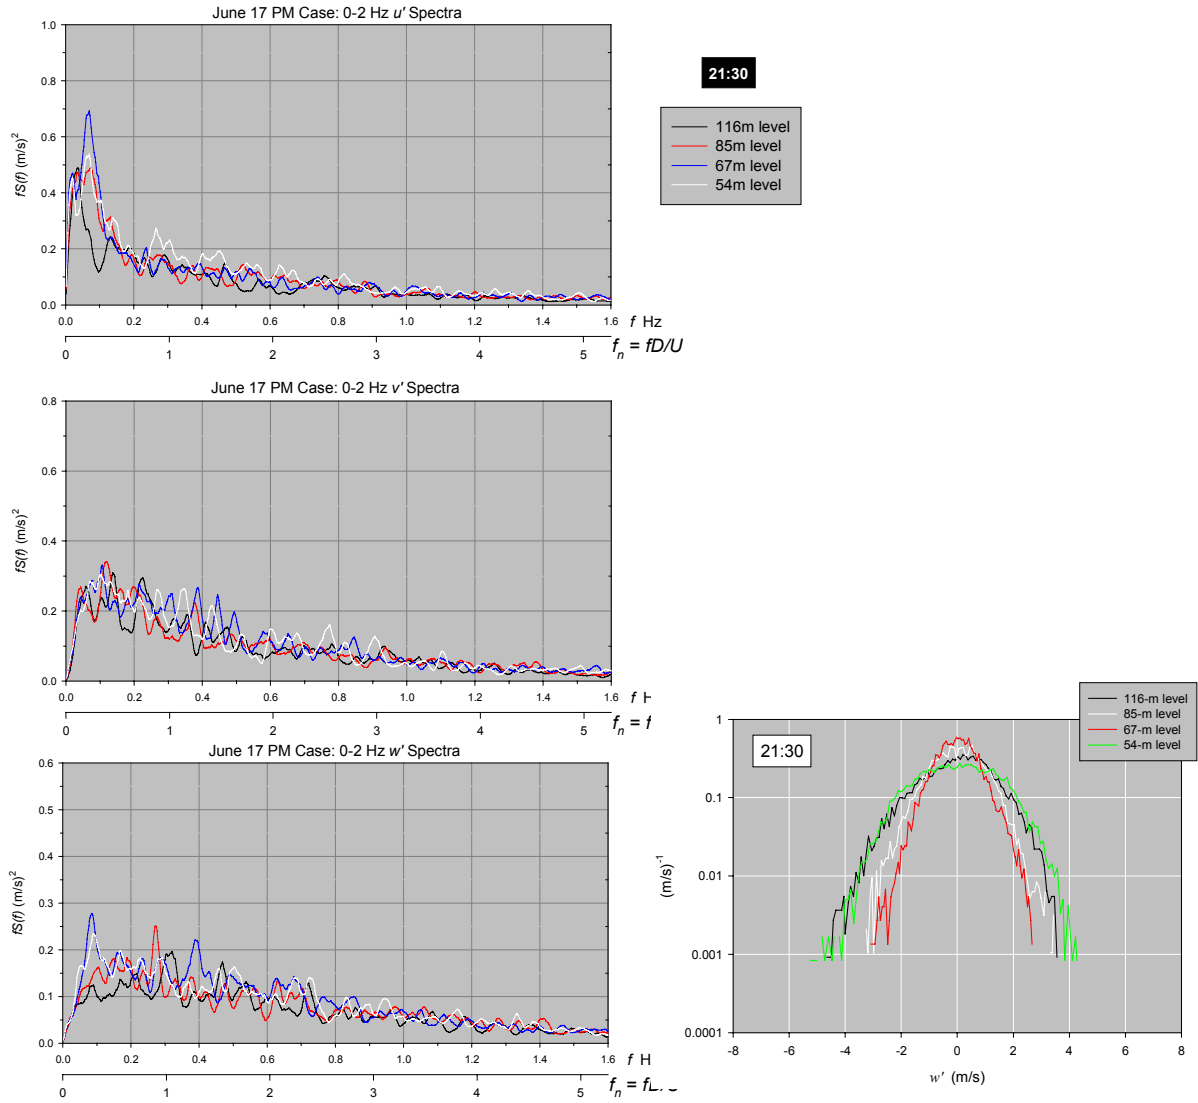 June 17 PM Case: 0-2 Hz u' Spectra
1.0
0.8
0.6
0.4
0.2
0.0
fS(f) (m/s)²
0.0 0.2 0.4 0.6 0.8 1.0 1.2 1.4 1.6
f Hz
0 1 2 3 4 5
fₙ = fD/U
21:30
116m level
85m level
67m level
54m level
June 17 PM Case: 0-2 Hz v' Spectra
0.8
0.6
0.4
0.2
0.0
fS(f) (m/s)²
0.0 0.2 0.4 0.6 0.8 1.0 1.2 1.4 1.6
f H
0 1 2 3 4 5
fₙ = f
June 17 PM Case: 0-2 Hz w' Spectra
0.6
0.5
0.4
0.3
0.2
0.1
0.0
fS(f) (m/s)²
0.0 0.2 0.4 0.6 0.8 1.0 1.2 1.4 1.6
f H
0 1 2 3 4 5
fₙ =
116-m level
85-m level
67-m level
54-m level
21:30
1
0.1
0.01
0.001
0.0001
(m/s)⁻¹
-8 -6 -4 -2 0 2 4 6 8
w' (m/s)